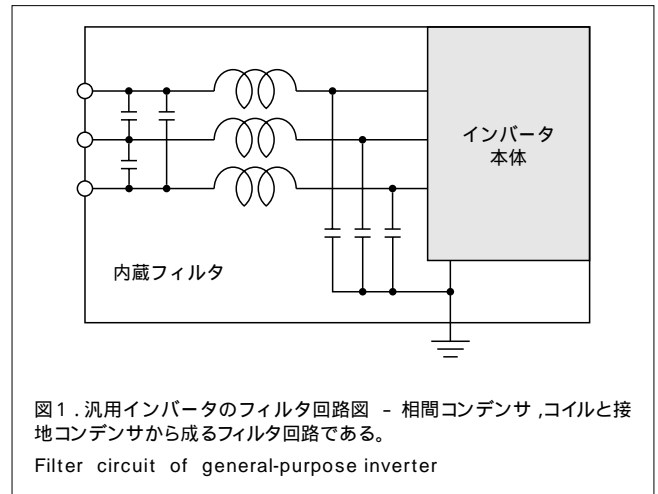 インバータ
本体
内蔵フィルタ
図1．汎用インバータのフィルタ回路図 － 相間コンデンサ，コイルと接
地コンデンサから成るフィルタ回路である。
Filter circuit of general-purpose inverter